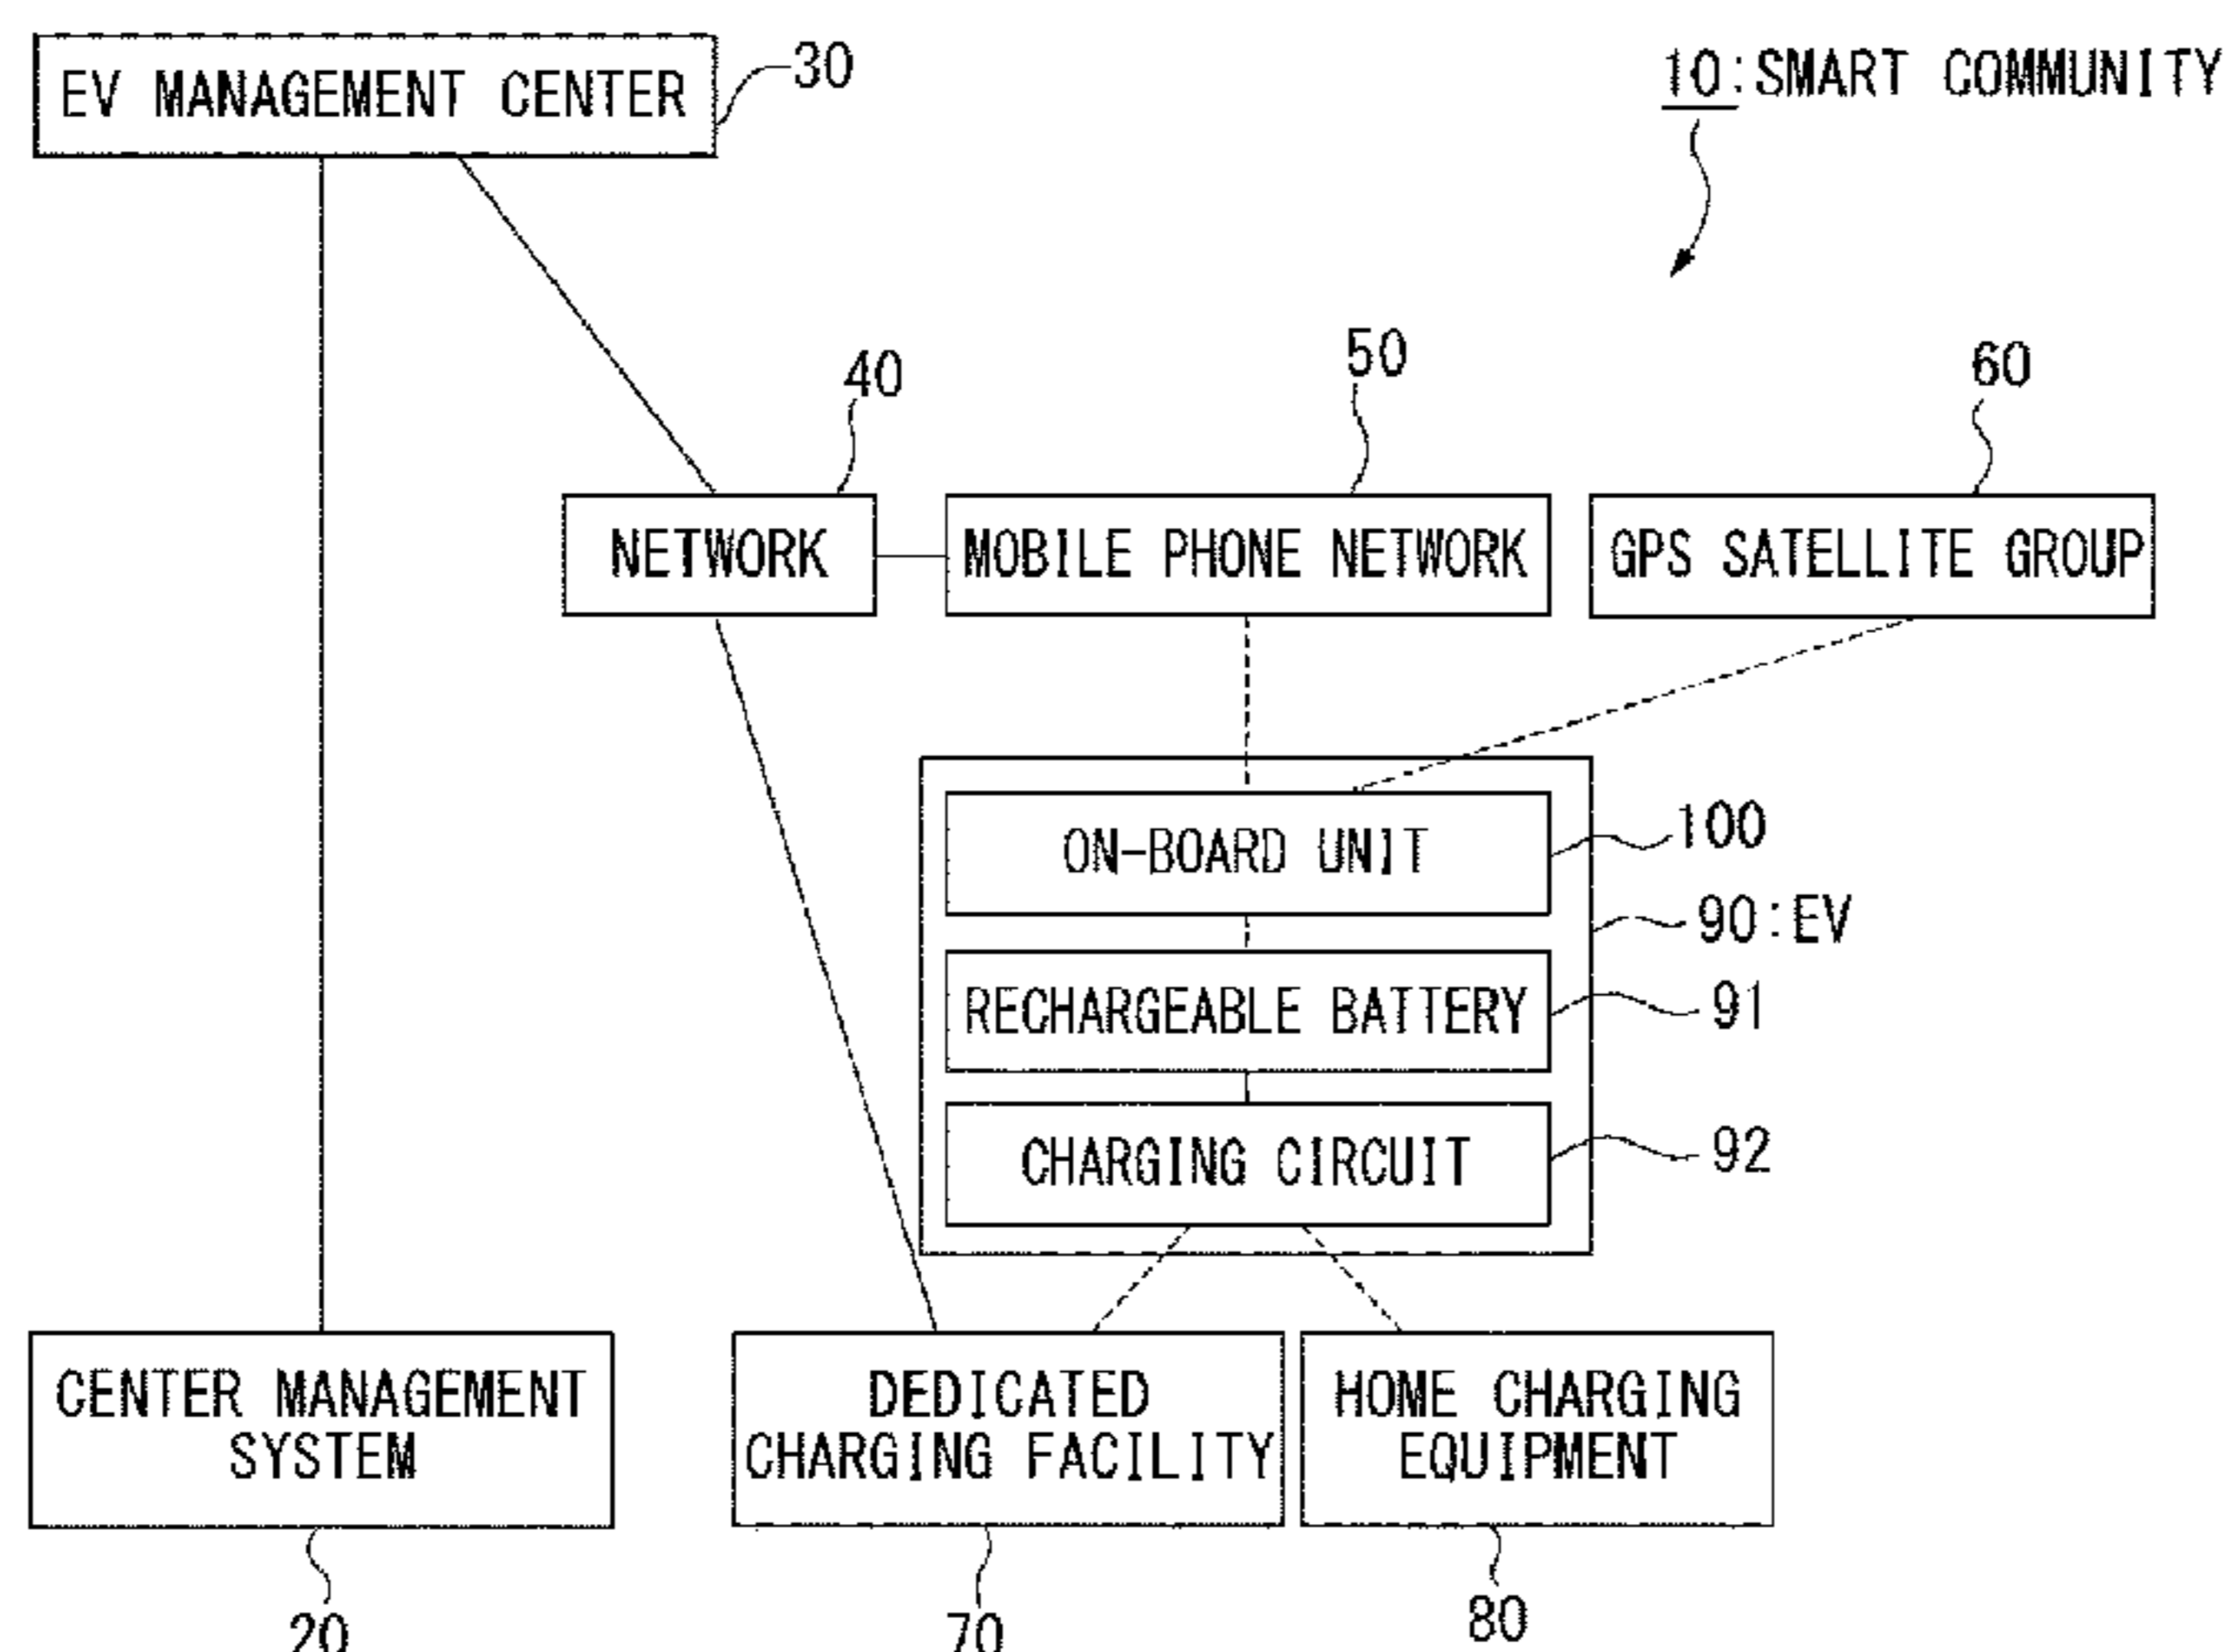 EV MANAGEMENT CENTER
30
10:SMART COMMUNITY
40
50
60
NETWORK
MOBILE PHONE NETWORK
GPS SATELLITE GROUP
ON-BOARD UNIT
100
90:EV
RECHARGEABLE BATTERY
91
CHARGING CIRCUIT
92
CENTER MANAGEMENT
SYSTEM
DEDICATED
CHARGING FACILITY
HOME CHARGING
EQUIPMENT
20
70
80